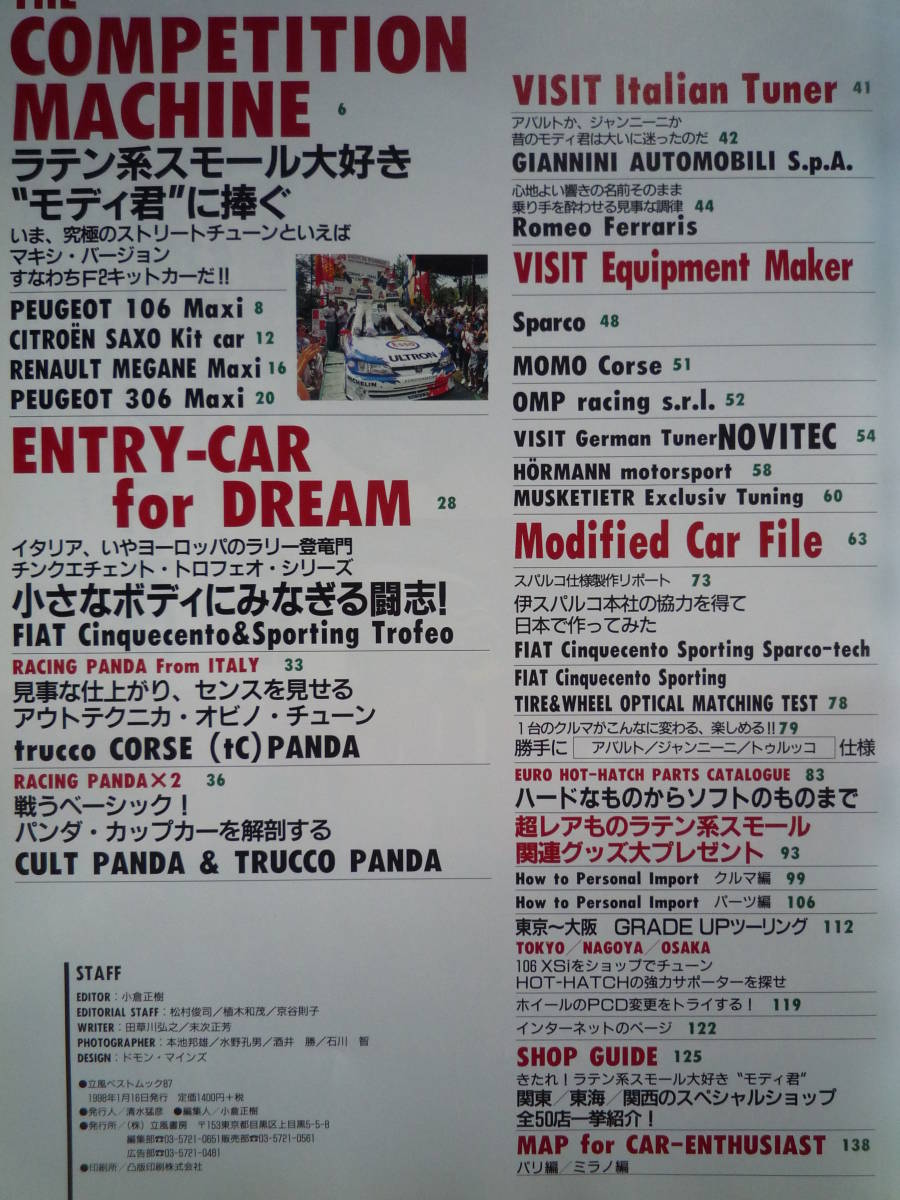 THE
COMPETITION
MACHINE 6
ラテン系スモール大好き
“モディ君”に捧ぐ
いま、究極のストリートチューンといえば
マキシ・バージョン
すなわちF2キットカーだ!!
PEUGEOT 106 Maxi 8
CITROËN SAXO Kit car 12
RENAULT MEGANE Maxi 16
PEUGEOT 306 Maxi 20
Esso
ULTRON
MICHELIN
ENTRY-CAR
for DREAM 28
イタリア、いやヨーロッパのラリー登竜門
チンクエチェント・トロフェオ・シリーズ
小さなボディにみなぎる闘志!
FIAT Cinquecento&Sporting Trofeo
RACING PANDA From ITALY 33
見事な仕上がり、センスを見せる
アウトテクニカ・オビノ・チューン
trucco CORSE (tC) PANDA
RACING PANDA×2 36
戦うベーシック!
パンダ・カップカーを解剖する
CULT PANDA & TRUCCO PANDA
STAFF
EDITOR:小倉正樹
EDITORIAL STAFF:松村俊司/植木和茂/京谷則子
WRITER:田草川弘之/末次正芳
PHOTOGRAPHER:本池邦雄/水野孔男/酒井 勝/石川 智
DESIGN:ドモン・マインズ
●立風ベストムック87
1998年1月16日発行 定価1400円+税
●発行人/清水猛彦 ●編集人/小倉正樹
●発行所/(株)立風書房 〒153東京都目黒区上目黒5-5-8
編集部☎03-5721-0651販売部☎03-5721-0561
広告部☎03-5721-0481
●印刷所/凸版印刷株式会社
VISIT Italian Tuner 41
アバルトか、ジャンニーニか
昔のモディ君は大いに迷ったのだ 42
GIANNINI AUTOMOBILI S.p.A.
心地よい響きの名前そのまま
乗り手を酔わせる見事な調律 44
Romeo Ferraris
VISIT Equipment Maker
Sparco 48
MOMO Corse 51
OMP racing s.r.l. 52
VISIT German Tuner NOVITEC 54
HÖRMANN motorsport 58
MUSKETIETR Exclusiv Tuning 60
Modified Car File 63
スパルコ仕様製作リポート 73
伊スパルコ本社の協力を得て
日本で作ってみた
FIAT Cinquecento Sporting Sparco-tech
FIAT Cinquecento Sporting
TIRE&WHEEL OPTICAL MATCHING TEST 78
1台のクルマがこんなに変わる、楽しめる!! 79
勝手に アバルト/ジャンニーニ/トゥルッコ 仕様
EURO HOT-HATCH PARTS CATALOGUE 83
ハードなものからソフトのものまで
超レアものラテン系スモール
関連グッズ大プレゼント 93
How to Personal Import クルマ編 99
How to Personal Import パーツ編 106
東京〜大阪 GRADE UPツーリング 112
TOKYO/NAGOYA/OSAKA
106 XSiをショップでチューン
HOT-HATCHの強力サポーターを探せ
ホイールのPCD変更をトライする! 119
インターネットのページ 122
SHOP GUIDE 125
きたれ!ラテン系スモール大好き“モディ君”
関東/東海/関西のスペシャルショップ
全50店一挙紹介!
MAP for CAR-ENTHUSIAST 138
パリ編/ミラノ編